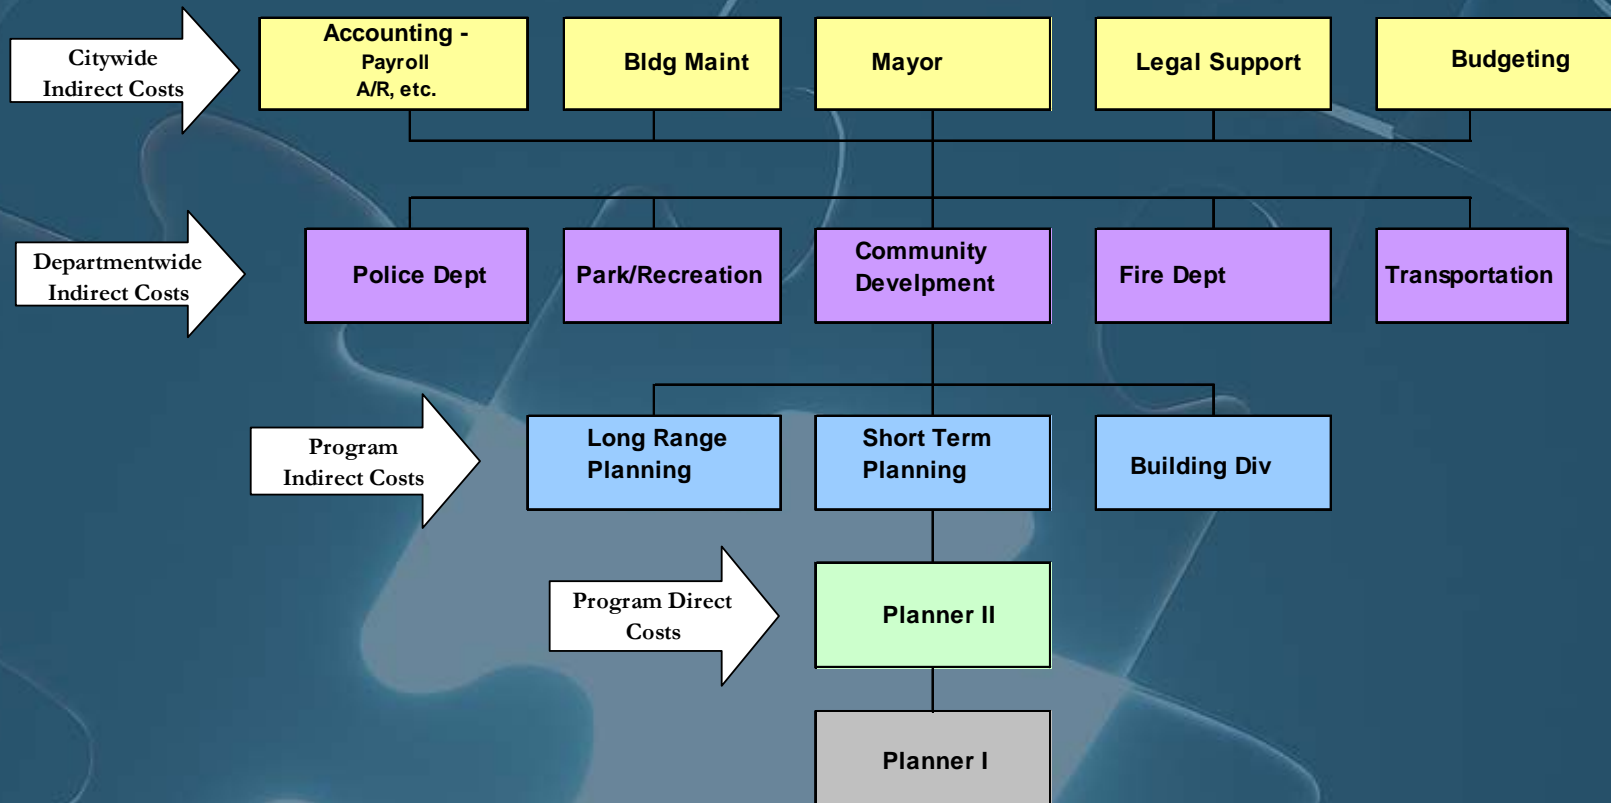 Citywide
Indirect Costs
Accounting -
Payroll
A/R, etc.
Bldg Maint
Mayor
Legal Support
Budgeting
Departmentwide
Indirect Costs
Police Dept
Park/Recreation
Community
Develpment
Fire Dept
Transportation
Program
Indirect Costs
Long Range
Planning
Short Term
Planning
Building Div
Program Direct
Costs
Planner II
Planner I